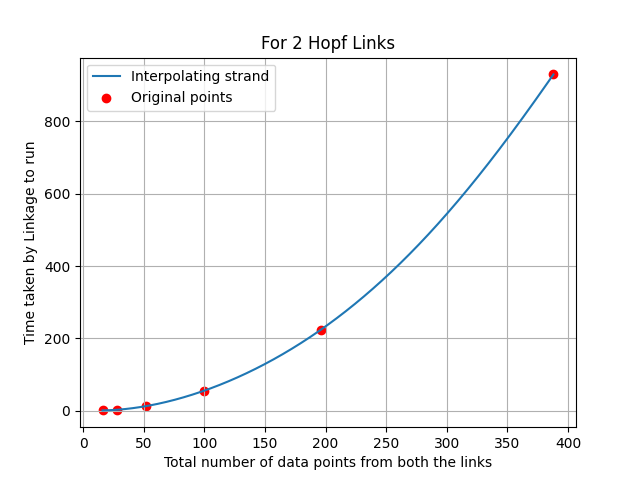 For 2 Hopf Links
Interpolating strand
Original points
Time taken by Linkage to run
800
600
400
200
0
0 50 100 150 200 250 300 350 400
Total number of data points from both the links